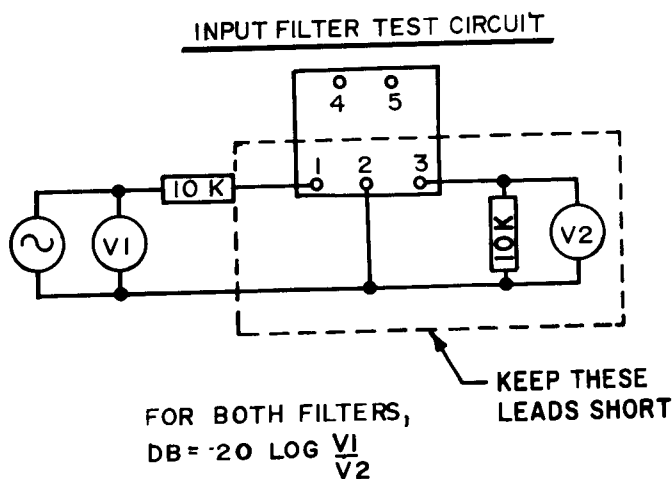 INPUT FILTER TEST CIRCUIT
4 5
1 2 3
10 K
V1
10K
V2
KEEP THESE
LEADS SHORT
FOR BOTH FILTERS,
DB = -20 LOG V1
V2